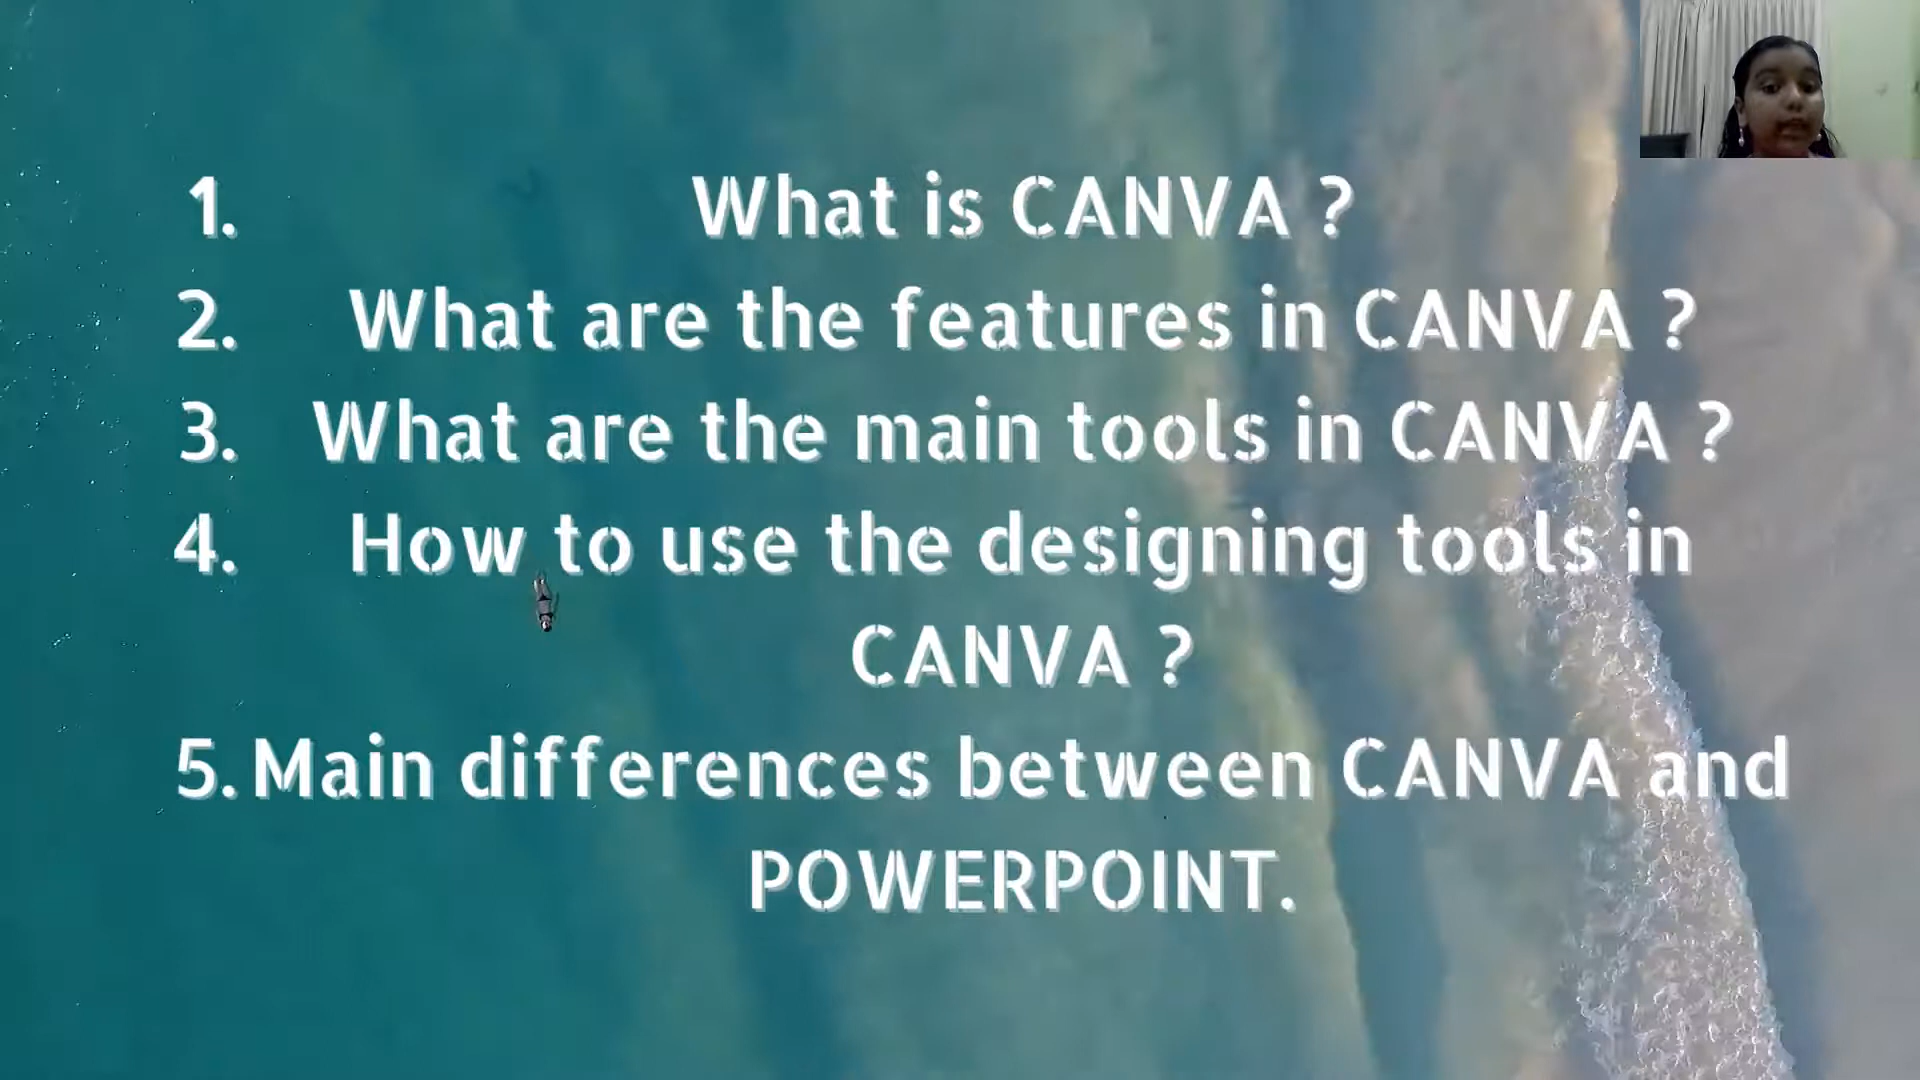 1. What is CANVA ?
2. What are the features in CANVA ?
3. What are the main tools in CANVA ?
4. How to use the designing tools in
CANVA ?
5. Main differences between CANVA and
POWERPOINT.